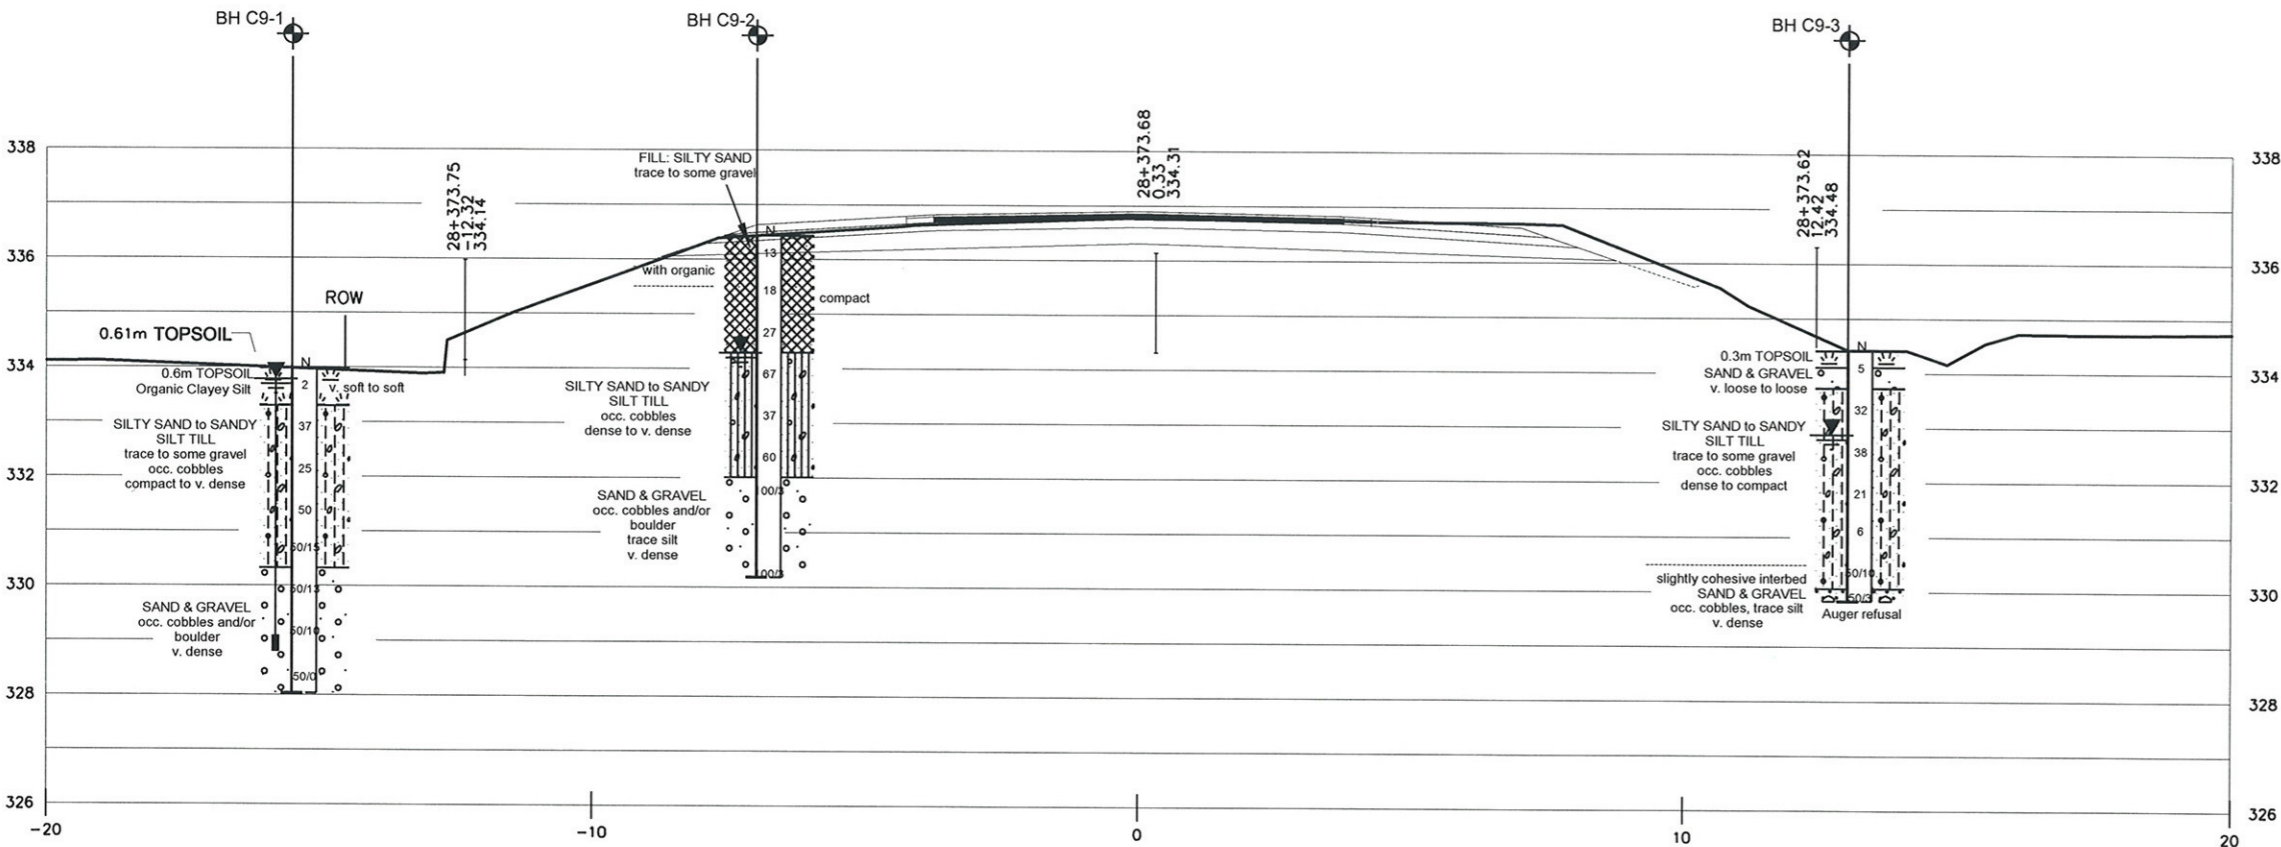 BH C9-1
BH C9-2
BH C9-3
338
336
334
332
330
328
326
338
336
334
332
330
328
326
-20
-10
0
10
20
28+373.75
-12.32
334.14
28+373.68
0.33
334.31
28+373.62
12.42
334.48
ROW
0.61m TOPSOIL
0.6m TOPSOIL
Organic Clayey Silt
v. soft to soft
SILTY SAND to SANDY
SILT TILL
trace to some gravel
occ. cobbles
compact to v. dense
SAND & GRAVEL
occ. cobbles and/or
boulder
v. dense
N
2
37
25
50
50/15
50/13
50/10
50/0
FILL: SILTY SAND
trace to some gravel
with organic
compact
SILTY SAND to SANDY
SILT TILL
occ. cobbles
dense to v. dense
SAND & GRAVEL
occ. cobbles and/or
boulder
trace silt
v. dense
N
13
18
27
67
37
60
100/3
100/3
0.3m TOPSOIL
SAND & GRAVEL
v. loose to loose
SILTY SAND to SANDY
SILT TILL
trace to some gravel
occ. cobbles
dense to compact
slightly cohesive interbed
SAND & GRAVEL
occ. cobbles, trace silt
v. dense
N
5
32
38
21
6
50/10
50/3
Auger refusal